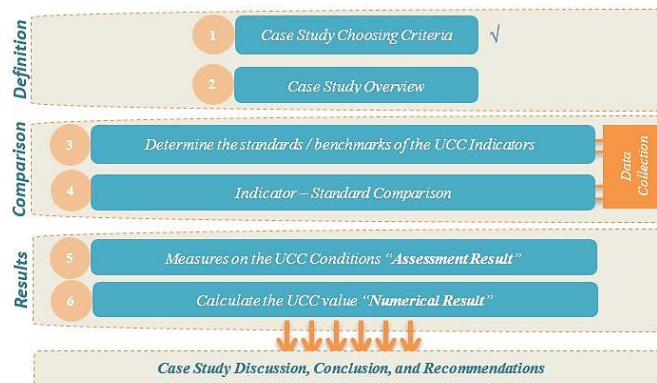 Definition
1
Case Study Choosing Criteria
√
2
Case Study Overview
Comparison
3
Determine the standards / benchmarks of the UCC Indicators
4
Indicator – Standard Comparison
Data
Collection
Results
5
Measures on the UCC Conditions “Assessment Result”
6
Calculate the UCC value “Numerical Result”
Case Study Discussion, Conclusion, and Recommendations